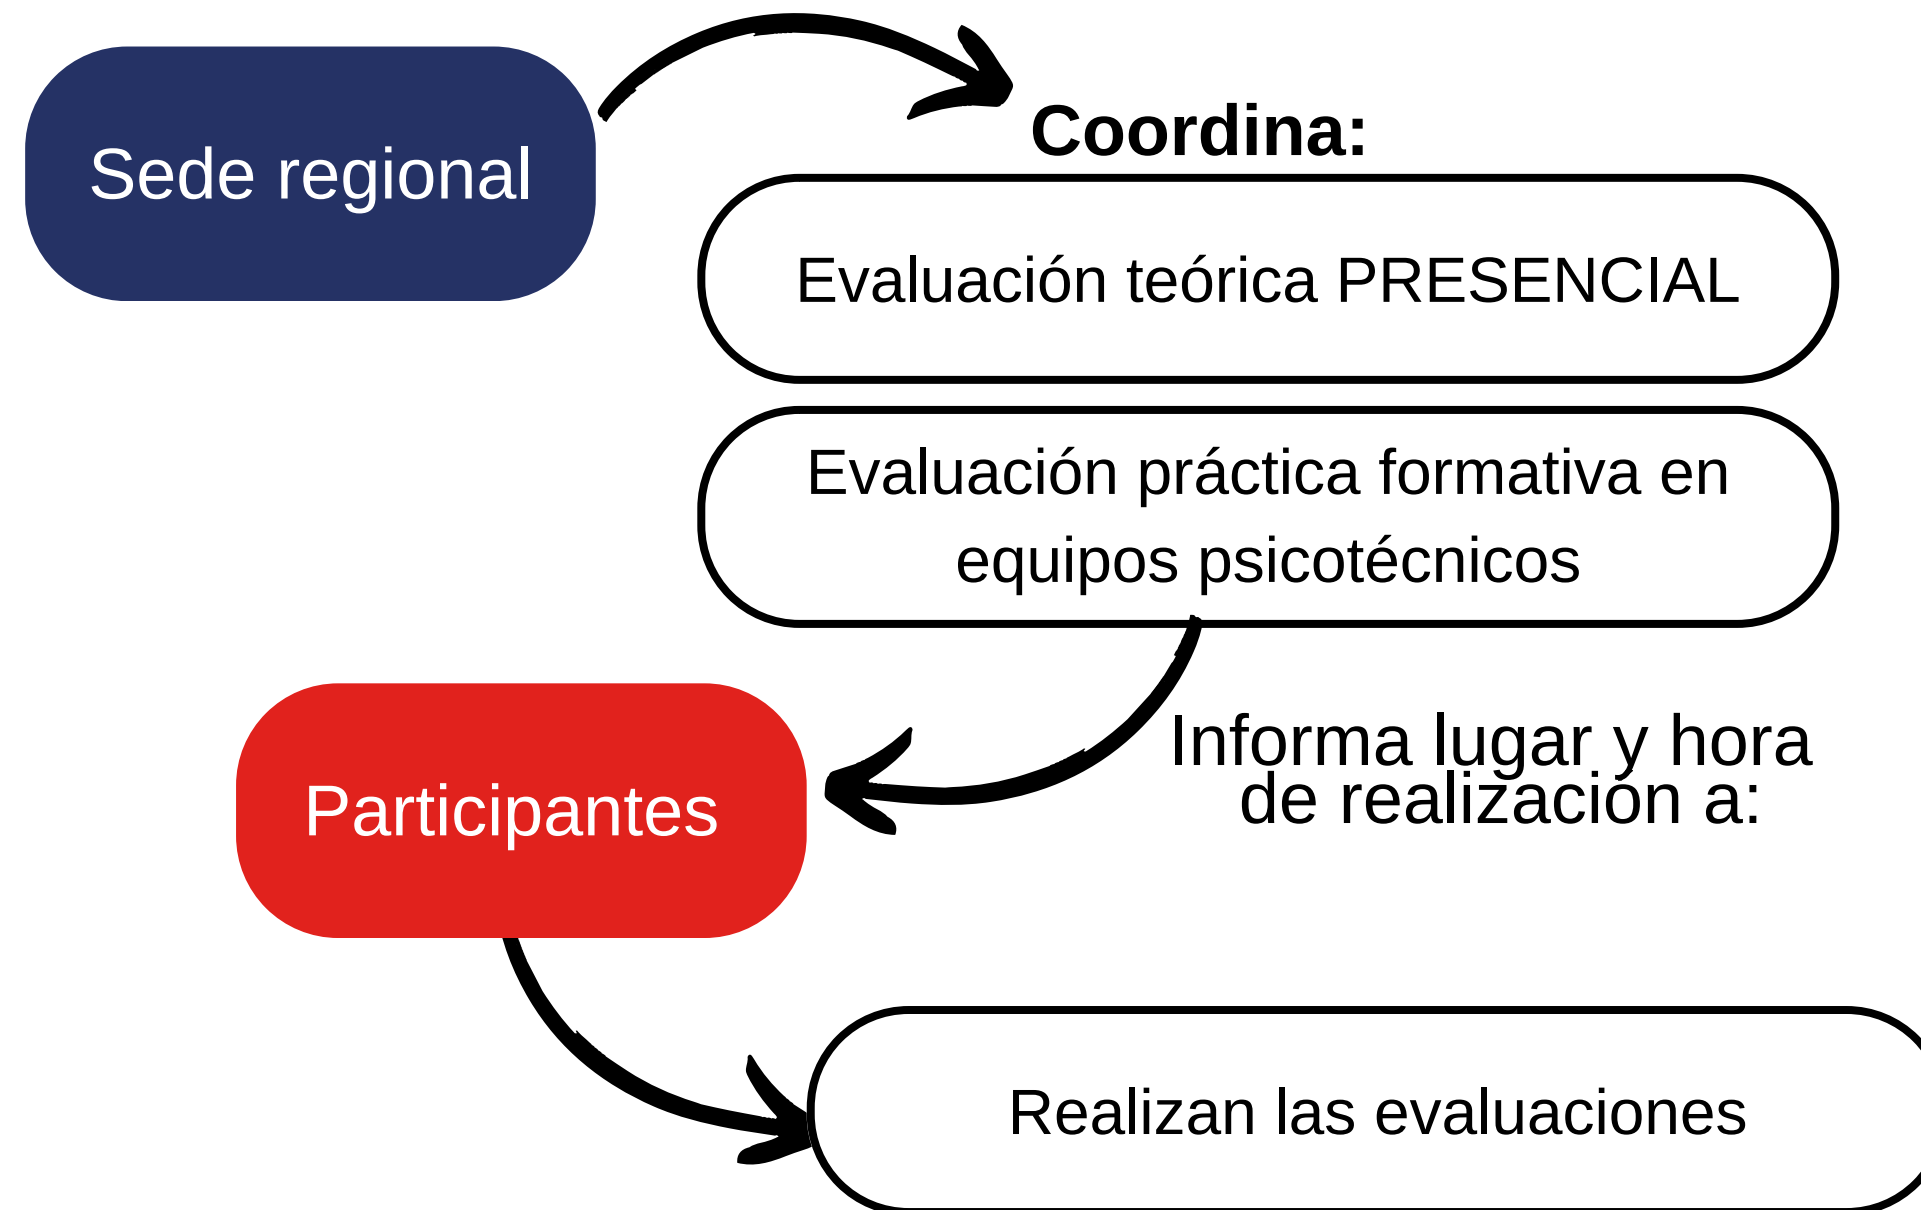 Sede regional
Coordina:
Evaluación teórica PRESENCIAL
Evaluación práctica formativa en
equipos psicotécnicos
Informa lugar y hora
de realización a:
Participantes
Realizan las evaluaciones